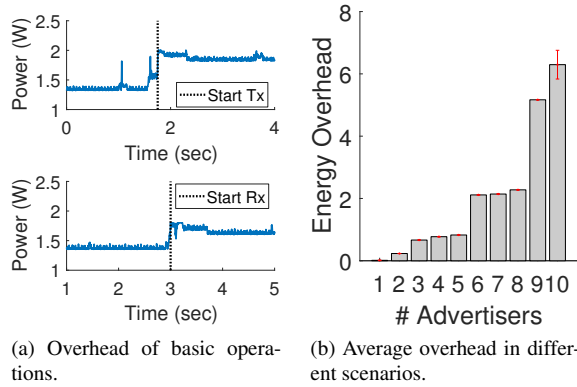 2.5
2
1.5
1
Power (W)
Start Tx
0 2 4
Time (sec)
2.5
2
1.5
1
Power (W)
Start Rx
1 2 3 4 5
Time (sec)
(a) Overhead of basic opera-
tions.
8
6
4
2
0
Energy Overhead
1 2 3 4 5 6 7 8 9 10
# Advertisers
(b) Average overhead in differ-
ent scenarios.